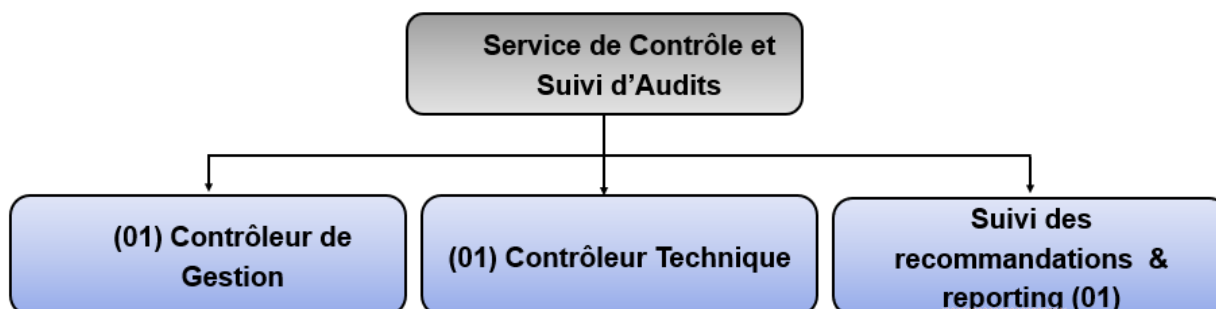 Service de Contrôle et
Suivi d’Audits
(01) Contrôleur de
Gestion
(01) Contrôleur Technique
Suivi des
recommandations &
reporting (01)